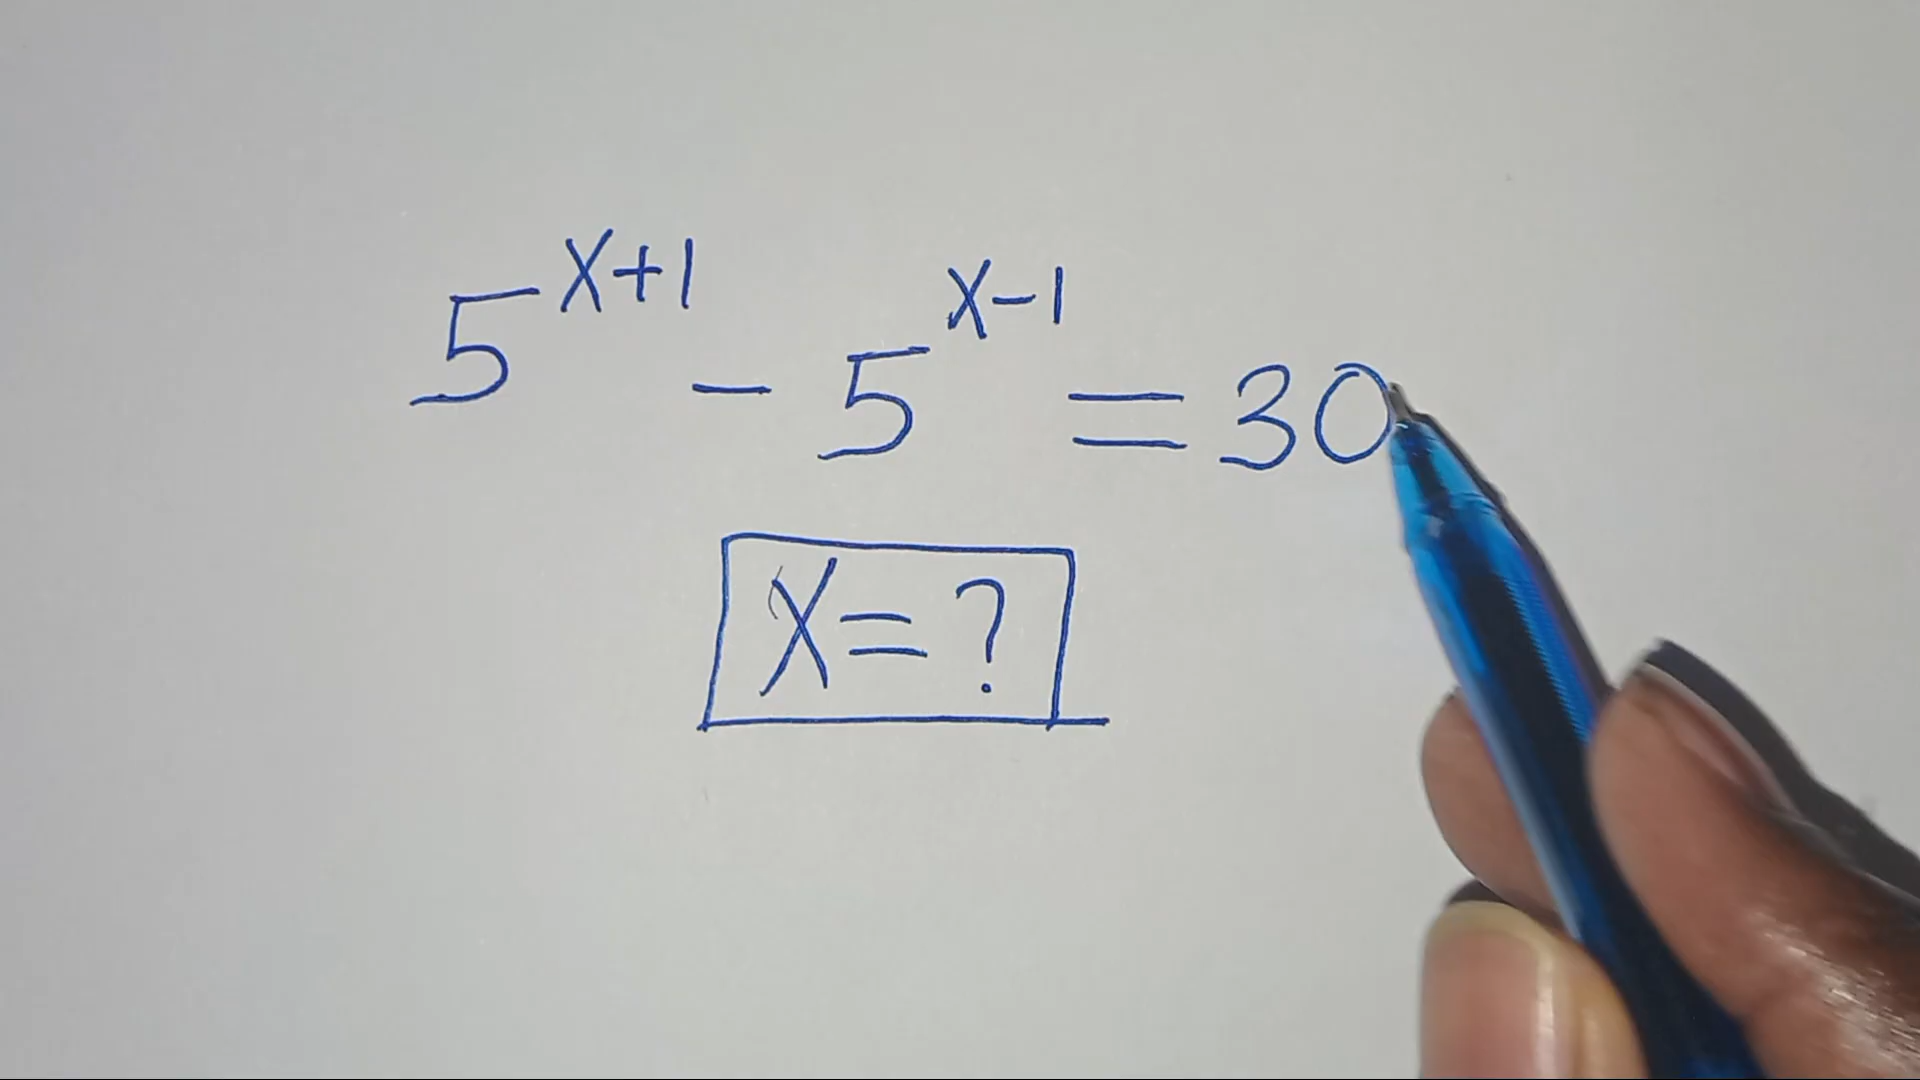 5^{x+1} - 5^{x-1} = 30
x = ?